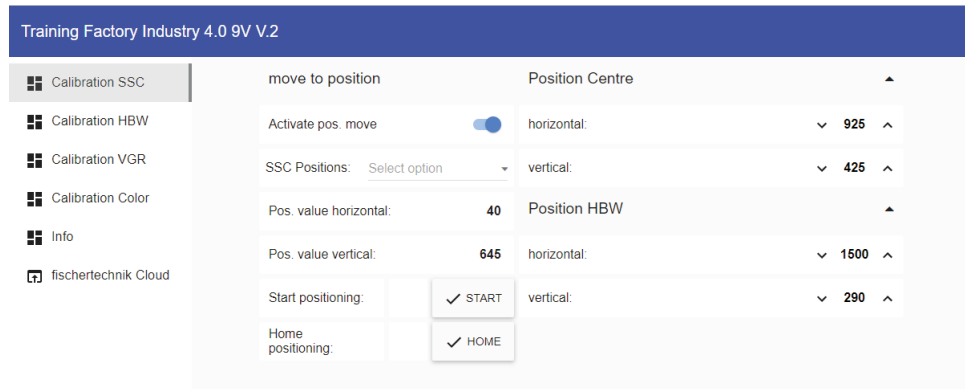 Training Factory Industry 4.0 9V V.2
Calibration SSC
Calibration HBW
Calibration VGR
Calibration Color
Info
fischertechnik Cloud
move to position
Activate pos. move
SSC Positions: Select option
Pos. value horizontal: 40
Pos. value vertical: 645
Start positioning: START
Home
positioning: HOME
Position Centre
horizontal: 925
vertical: 425
Position HBW
horizontal: 1500
vertical: 290